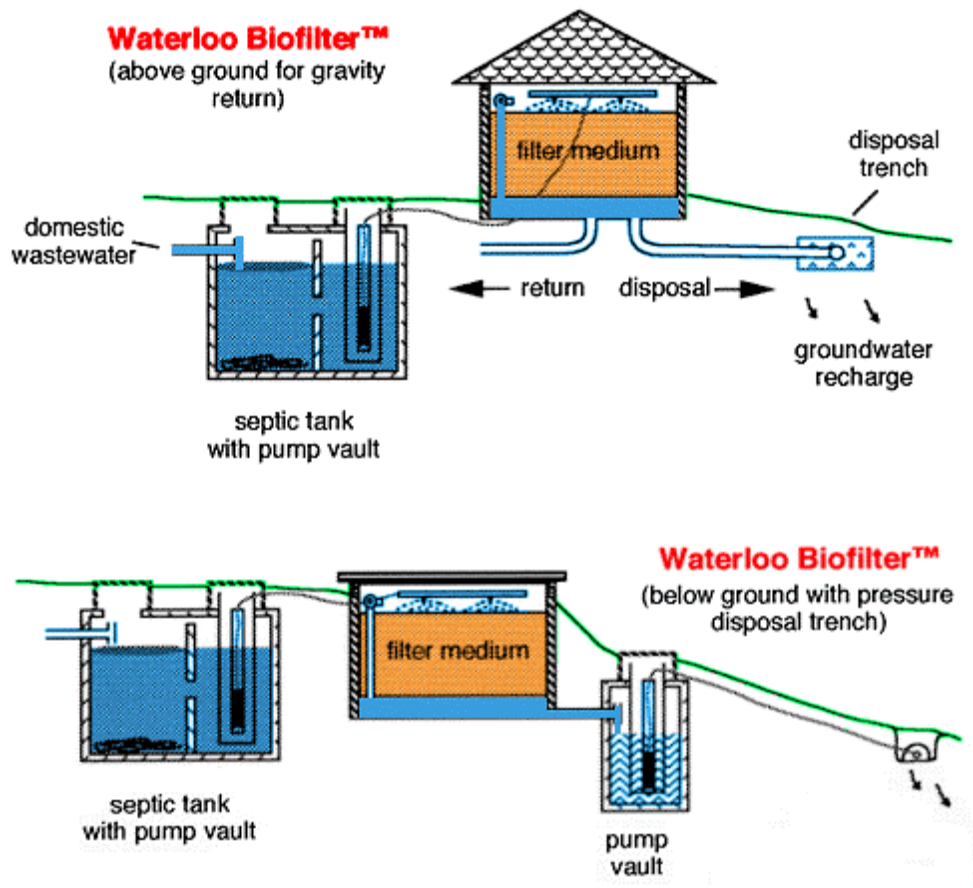 Waterloo Biofilter™
(above ground for gravity
return)
filter medium
disposal
trench
domestic
wastewater
return
disposal
groundwater
recharge
septic tank
with pump vault
Waterloo Biofilter™
(below ground with pressure
disposal trench)
filter medium
septic tank
with pump vault
pump
vault